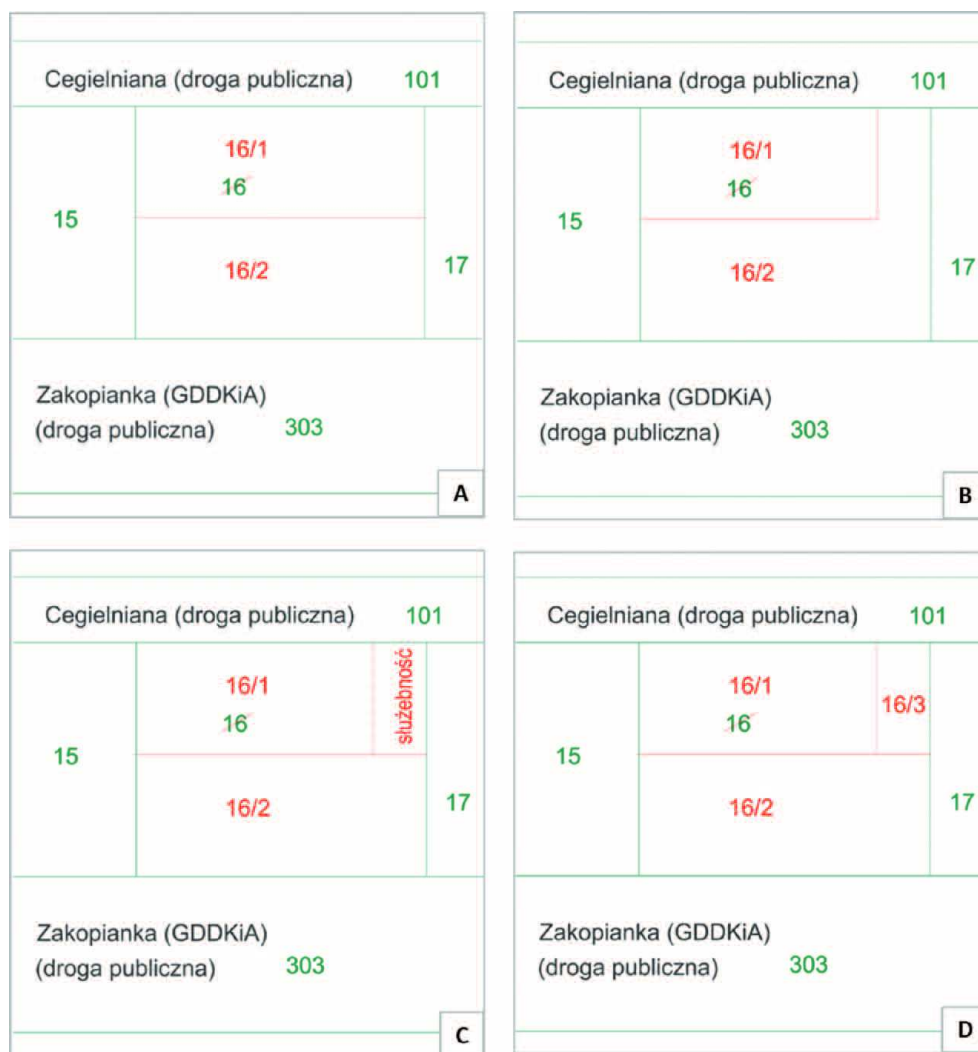 Cegielniana (droga publiczna) 101
16/1
16
15
16/2
17
Zakopianka (GDDKiA)
(droga publiczna) 303
A
Cegielniana (droga publiczna) 101
16/1
16
15
16/2
17
Zakopianka (GDDKiA)
(droga publiczna) 303
B
Cegielniana (droga publiczna) 101
służebność
16/1
16
15
16/2
17
Zakopianka (GDDKiA)
(droga publiczna) 303
C
Cegielniana (droga publiczna) 101
16/1
16/3
16
15
16/2
17
Zakopianka (GDDKiA)
(droga publiczna) 303
D